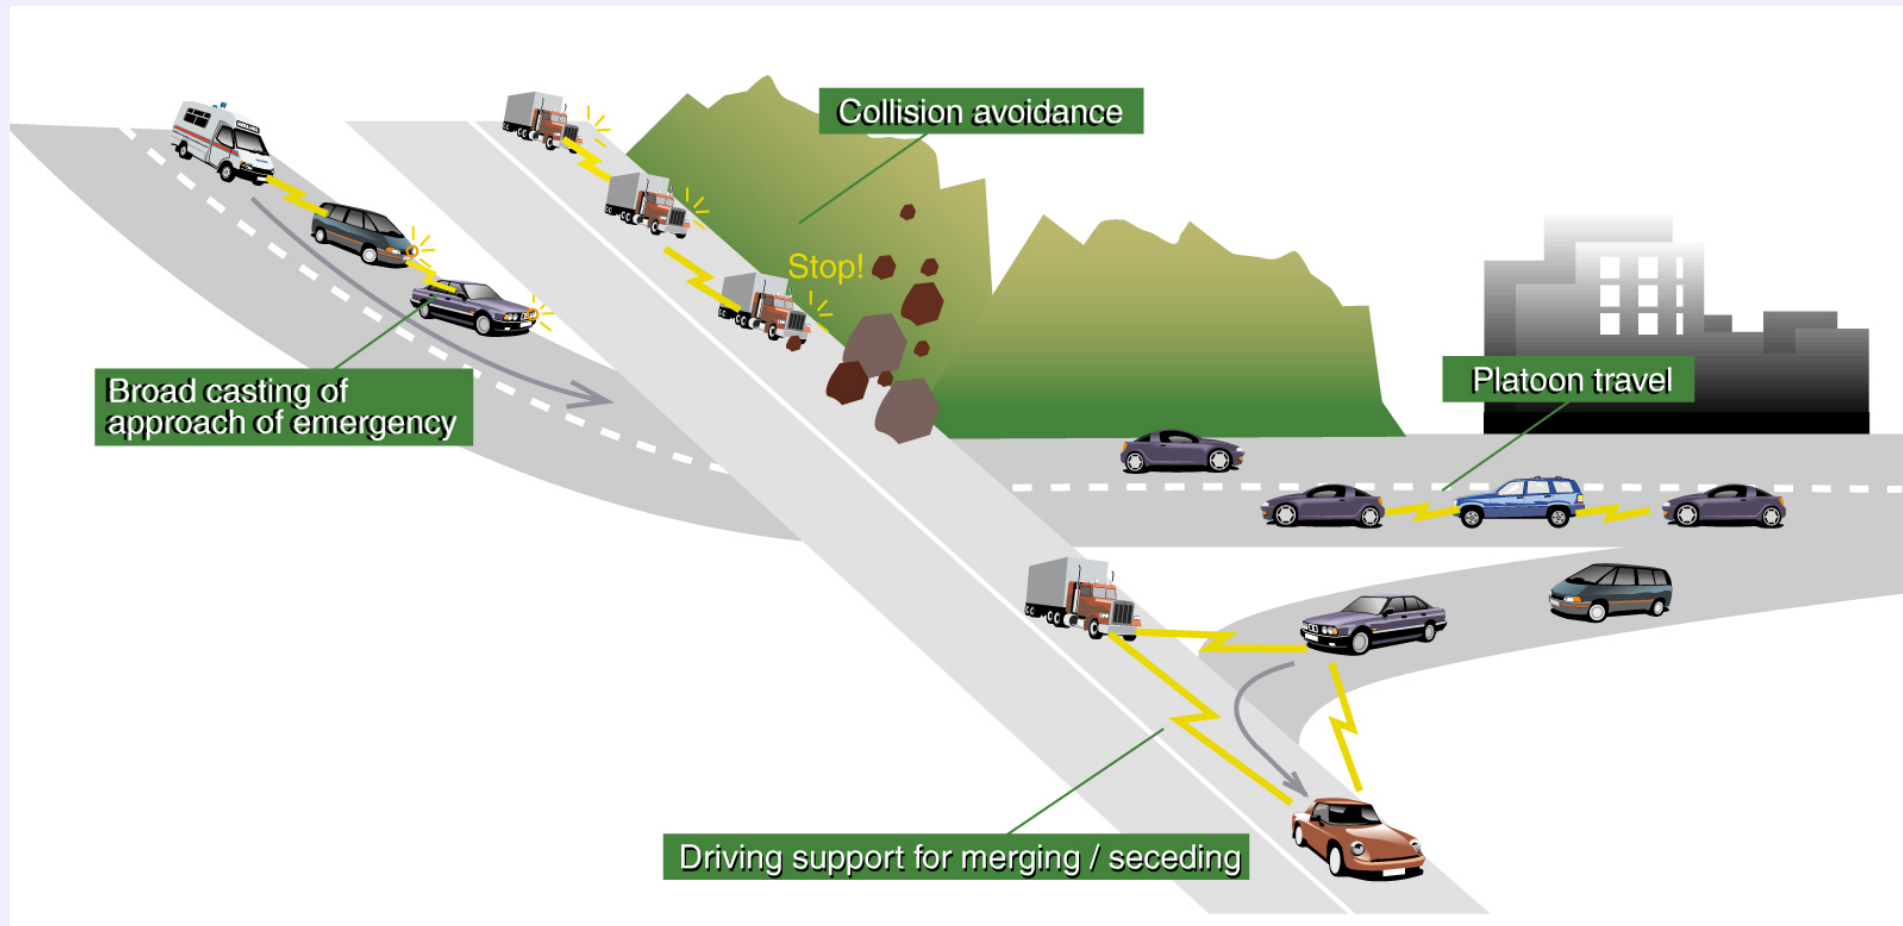 Collision avoidance
Stop!
Broad casting of
approach of emergency
Platoon travel
Driving support for merging / seceding